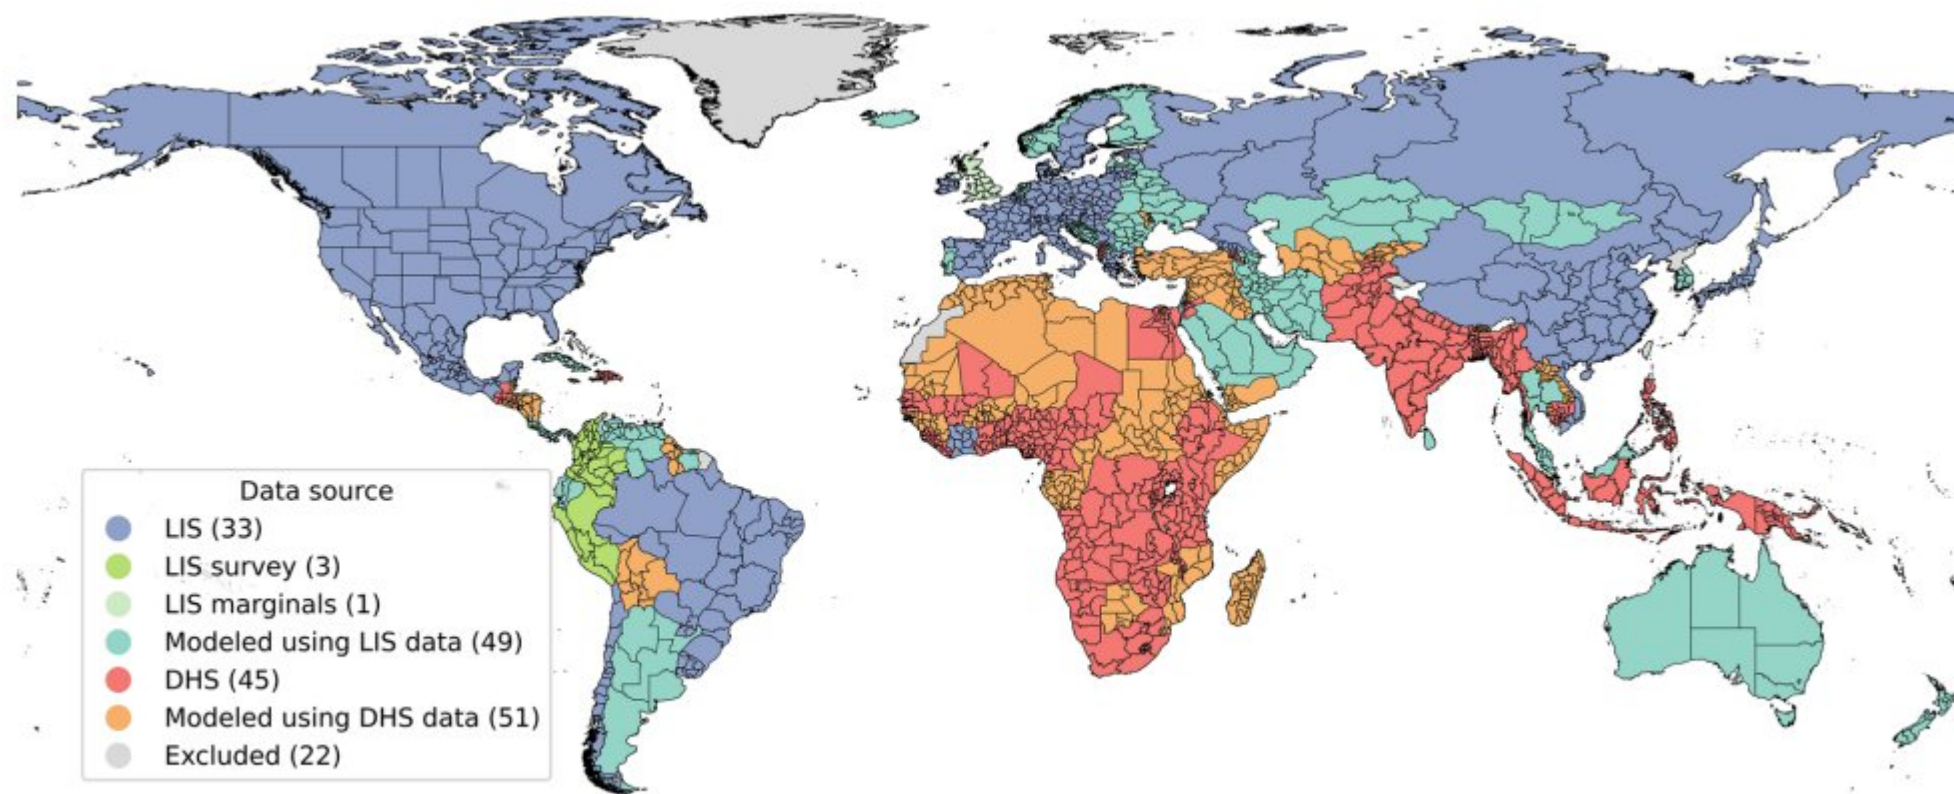 Data source
LIS (33)
LIS survey (3)
LIS marginals (1)
Modeled using LIS data (49)
DHS (45)
Modeled using DHS data (51)
Excluded (22)